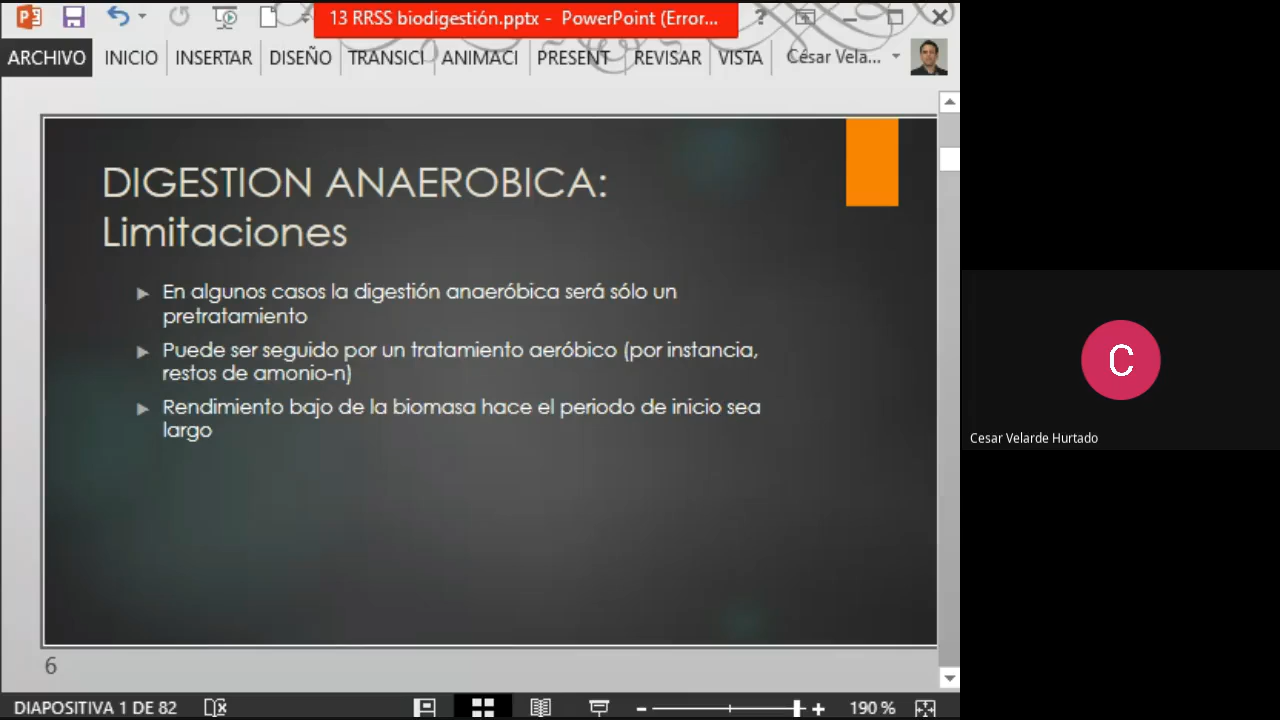 13 RRSS biodigestión.pptx - PowerPoint (Error...
?
ARCHIVO INICIO INSERTAR DISEÑO TRANSICI ANIMACI PRESENT REVISAR VISTA César Vela...
DIGESTION ANAEROBICA:
Limitaciones
En algunos casos la digestión anaeróbica será sólo un
pretratamiento
Puede ser seguido por un tratamiento aeróbico (por instancia,
restos de amonio-n)
Rendimiento bajo de la biomasa hace el periodo de inicio sea
largo
6
C
Cesar Velarde Hurtado
DIAPOSITIVA 1 DE 82
190 %